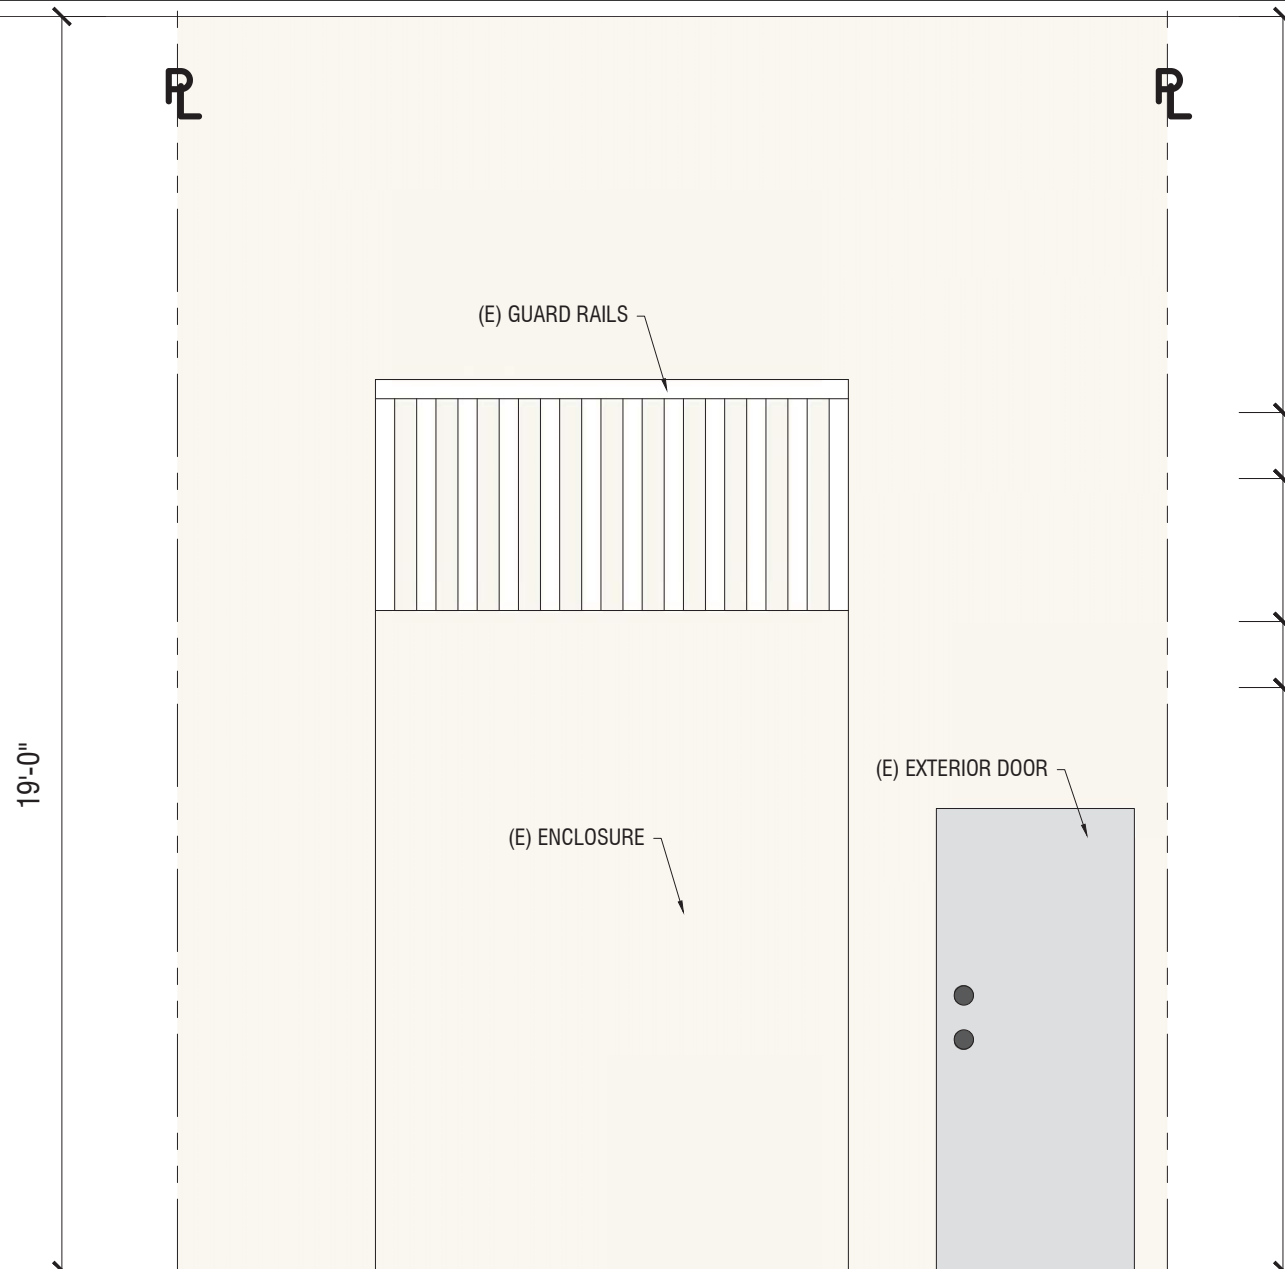 PL PL
(E) GUARD RAILS
19'-0"
(E) EXTERIOR DOOR
(E) ENCLOSURE